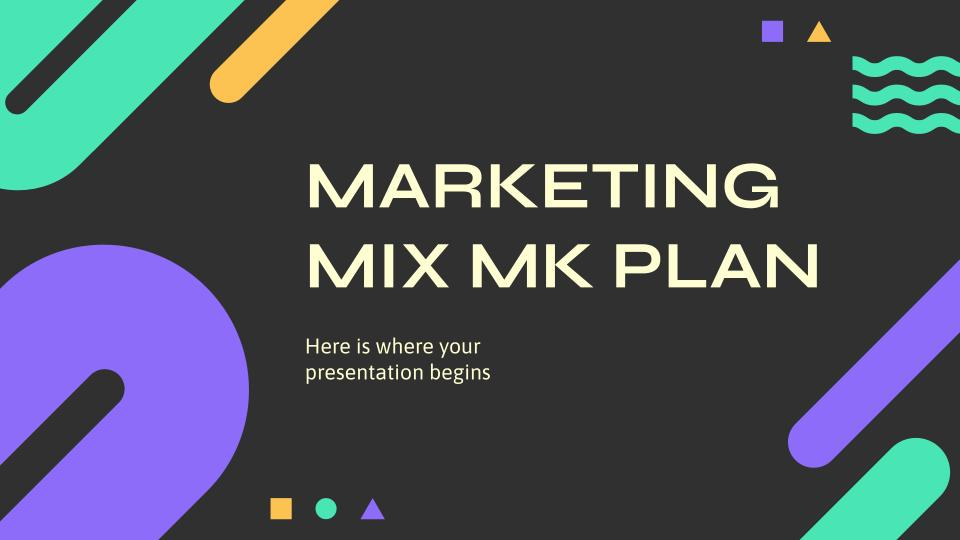 MARKETING
MIX MK PLAN
Here is where your
presentation begins